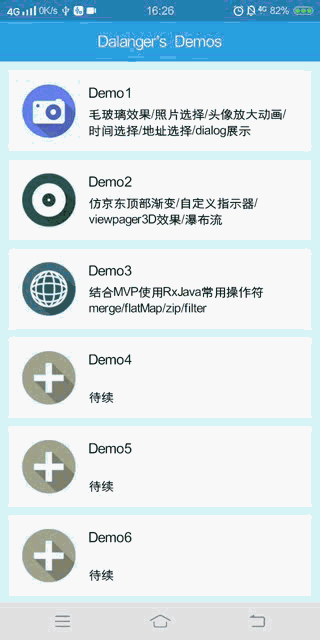 4G 0K/s 16:26 4G 82%
Dalanger's Demos
Demo1
毛玻璃效果/照片选择/头像放大动画/
时间选择/地址选择/dialog展示
Demo2
仿京东顶部渐变/自定义指示器/
viewpager3D效果/瀑布流
Demo3
结合MVP使用RxJava常用操作符
merge/flatMap/zip/filter
Demo4
待续
Demo5
待续
Demo6
待续